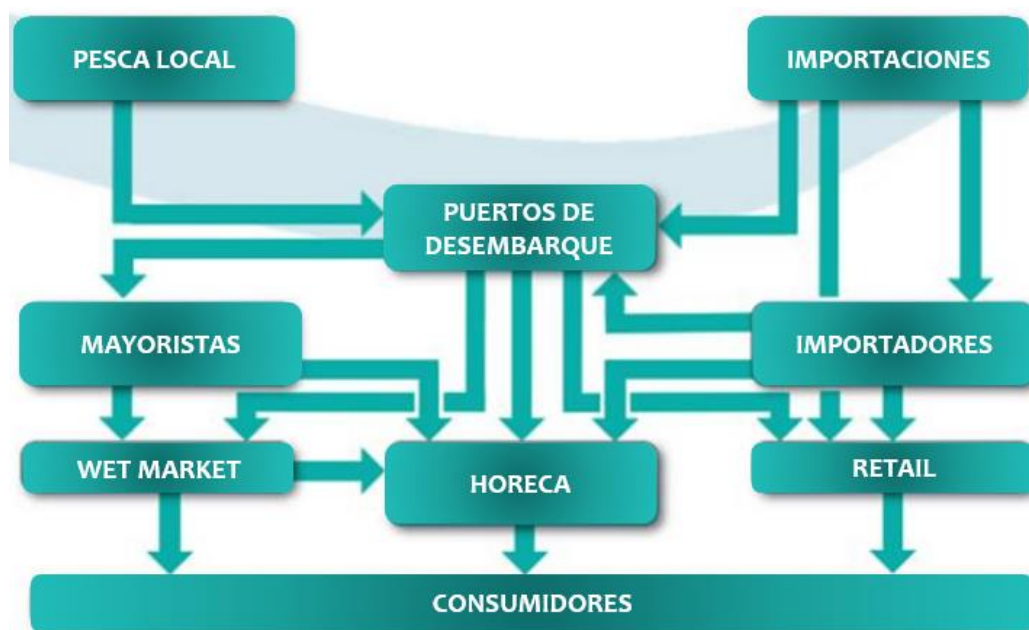 PESCA LOCAL
IMPORTACIONES
PUERTOS DE
DESEMBARQUE
MAYORISTAS
IMPORTADORES
WET MARKET
HORECA
RETAIL
CONSUMIDORES